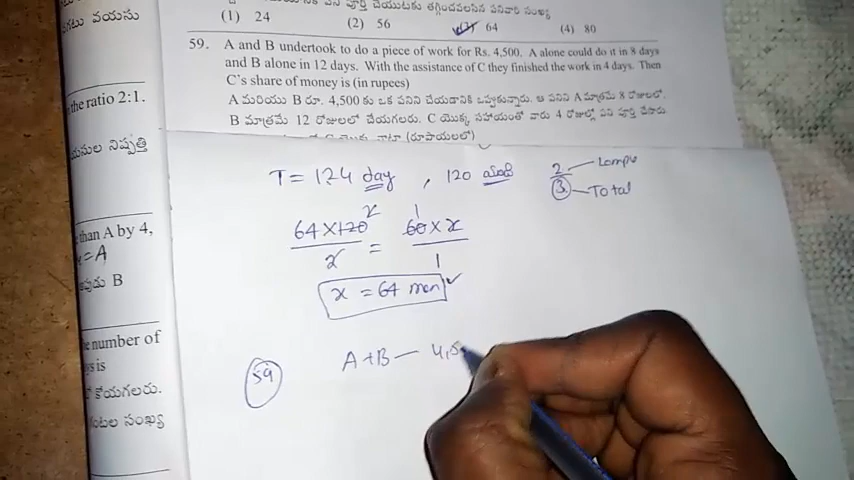 గటు వయసు
(1) 24 (2) 56 (3) 64 (4) 80
59. A and B undertook to do a piece of work for Rs. 4,500. A alone could do it in 8 days
and B alone in 12 days. With the assistance of C they finished the work in 4 days. Then
C's share of money is (in rupees)
A మరియు B రూ. 4,500 కు ఒక పనిని చేయడానికి ఒప్పుకున్నారు. ఆ పనిని A మాత్రమే 8 రోజులలో.
B మాత్రమే 12 రోజులలో చేయగలరు. C యొక్క సహాయంతో వారు 4 రోజుల్లో పని పూర్తి చేసారు
(రూపాయలలో)
n the ratio 2:1.
నిష్పత్తి
than A by 4,
= A
B
e number of
ys is
చేయగలరు.
గంటల సంఖ్య
T = 124 day , 120
2 3 Total
64 × 120 = 60 × x
x 1
x = 64 men
59 A + B — 4,5